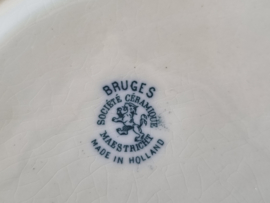 BRUGES
SOCIÉTÉ CÉRAMIQUE
MAESTRICHT
MADE IN HOLLAND